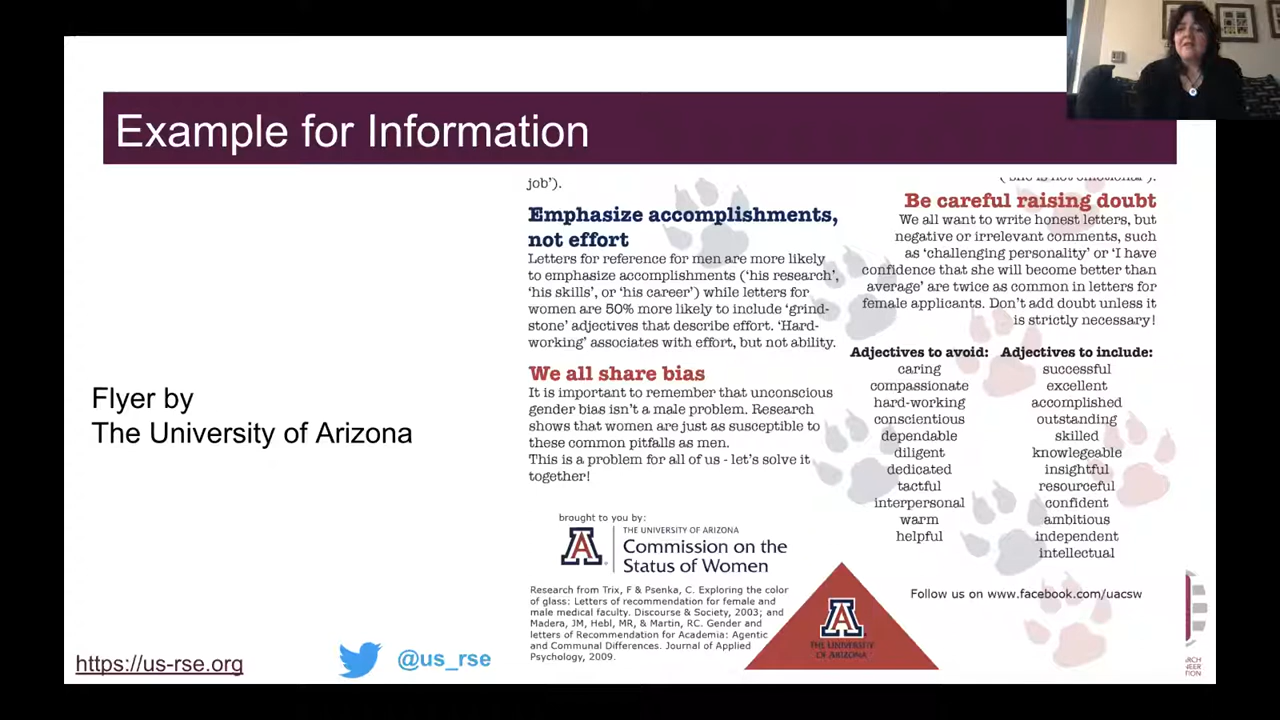 Example for Information
job').
Emphasize accomplishments,
not effort
Letters for reference for men are more likely
to emphasize accomplishments ('his research',
'his skills', or 'his career') while letters for
women are 50% more likely to include 'grind-
stone' adjectives that describe effort. 'Hard-
working' associates with effort, but not ability.
We all share bias
It is important to remember that unconscious
gender bias isn't a male problem. Research
shows that women are just as susceptible to
these common pitfalls as men.
This is a problem for all of us - let's solve it
together!
brought to you by:
THE UNIVERSITY OF ARIZONA
Commission on the
Status of Women
Research from Trix, F & Psenka, C. Exploring the color
of glass: Letters of recommendation for female and
male medical faculty. Discourse & Society, 2003; and
Madera, JM, Hebl, MR, & Martin, RC. Gender and
letters of Recommendation for Academia: Agentic
and Communal Differences. Journal of Applied
Psychology, 2009.
('She is not emotional').
Be careful raising doubt
We all want to write honest letters, but
negative or irrelevant comments, such
as 'challenging personality' or 'I have
confidence that she will become better than
average' are twice as common in letters for
female applicants. Don't add doubt unless it
is strictly necessary!
Adjectives to avoid:
caring
compassionate
hard-working
conscientious
dependable
diligent
dedicated
tactful
interpersonal
warm
helpful
Adjectives to include:
successful
excellent
accomplished
outstanding
skilled
knowlegeable
insightful
resourceful
confident
ambitious
independent
intellectual
Follow us on www.facebook.com/uacsw
A
THE UNIVERSITY
OF ARIZONA
Flyer by
The University of Arizona
https://us-rse.org
@us_rse